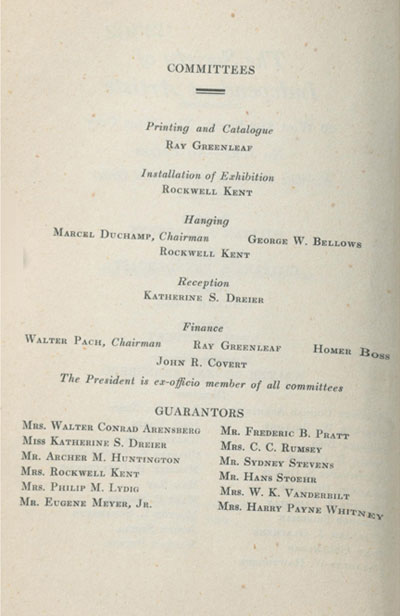 COMMITTEES
Printing and Catalogue
RAY GREENLEAF
Installation of Exhibition
ROCKWELL KENT
Hanging
MARCEL DUCHAMP, Chairman GEORGE W. BELLOWS
ROCKWELL KENT
Reception
KATHERINE S. DREIER
Finance
WALTER PACH, Chairman RAY GREENLEAF HOMER BOSS
JOHN R. COVERT
The President is ex-officio member of all committees
GUARANTORS
MRS. WALTER CONRAD ARENSBERG
MISS KATHERINE S. DREIER
MR. ARCHER M. HUNTINGTON
MRS. ROCKWELL KENT
MRS. PHILIP M. LYDIG
MR. EUGENE MEYER, JR.
MR. FREDERIC B. PRATT
MRS. C. C. RUMSEY
MR. SYDNEY STEVENS
MR. HANS STOEHR
MRS. W. K. VANDERBILT
MRS. HARRY PAYNE WHITNEY